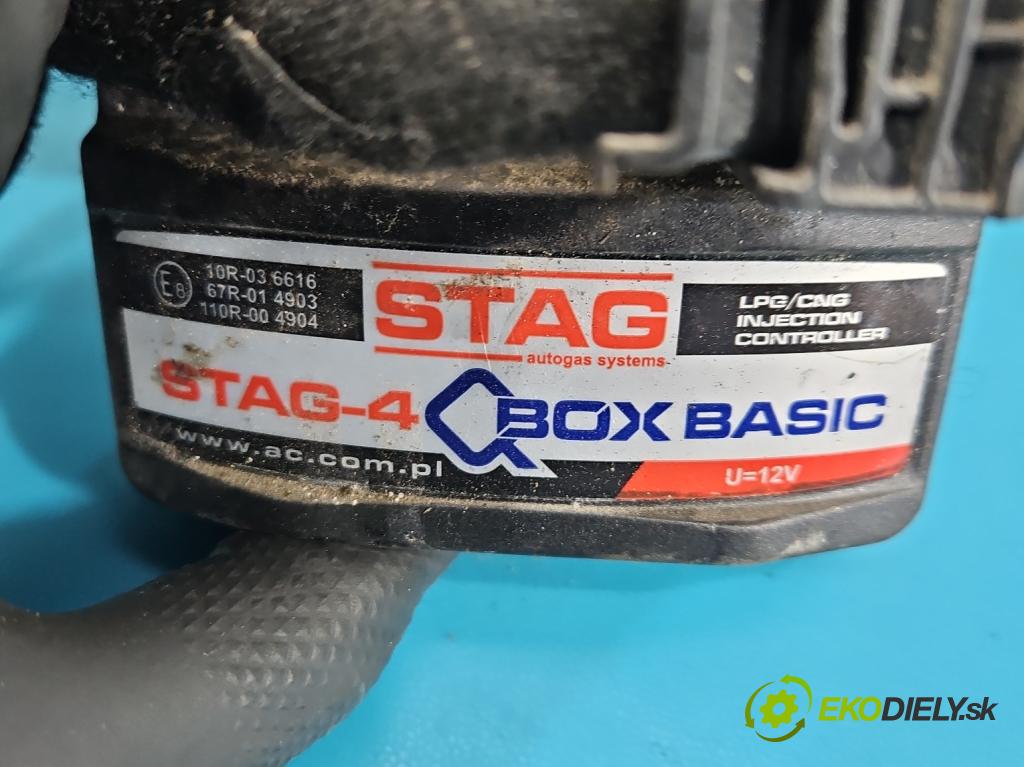 E8
10R-03 6616
67R-01 4903
110R-00 4904
STAG
autogas systems
LPG/CNG
INJECTION
CONTROLLER
STAG-4 QBOX BASIC
www.ac.com.pl
U=12V
EKODIELY.sk